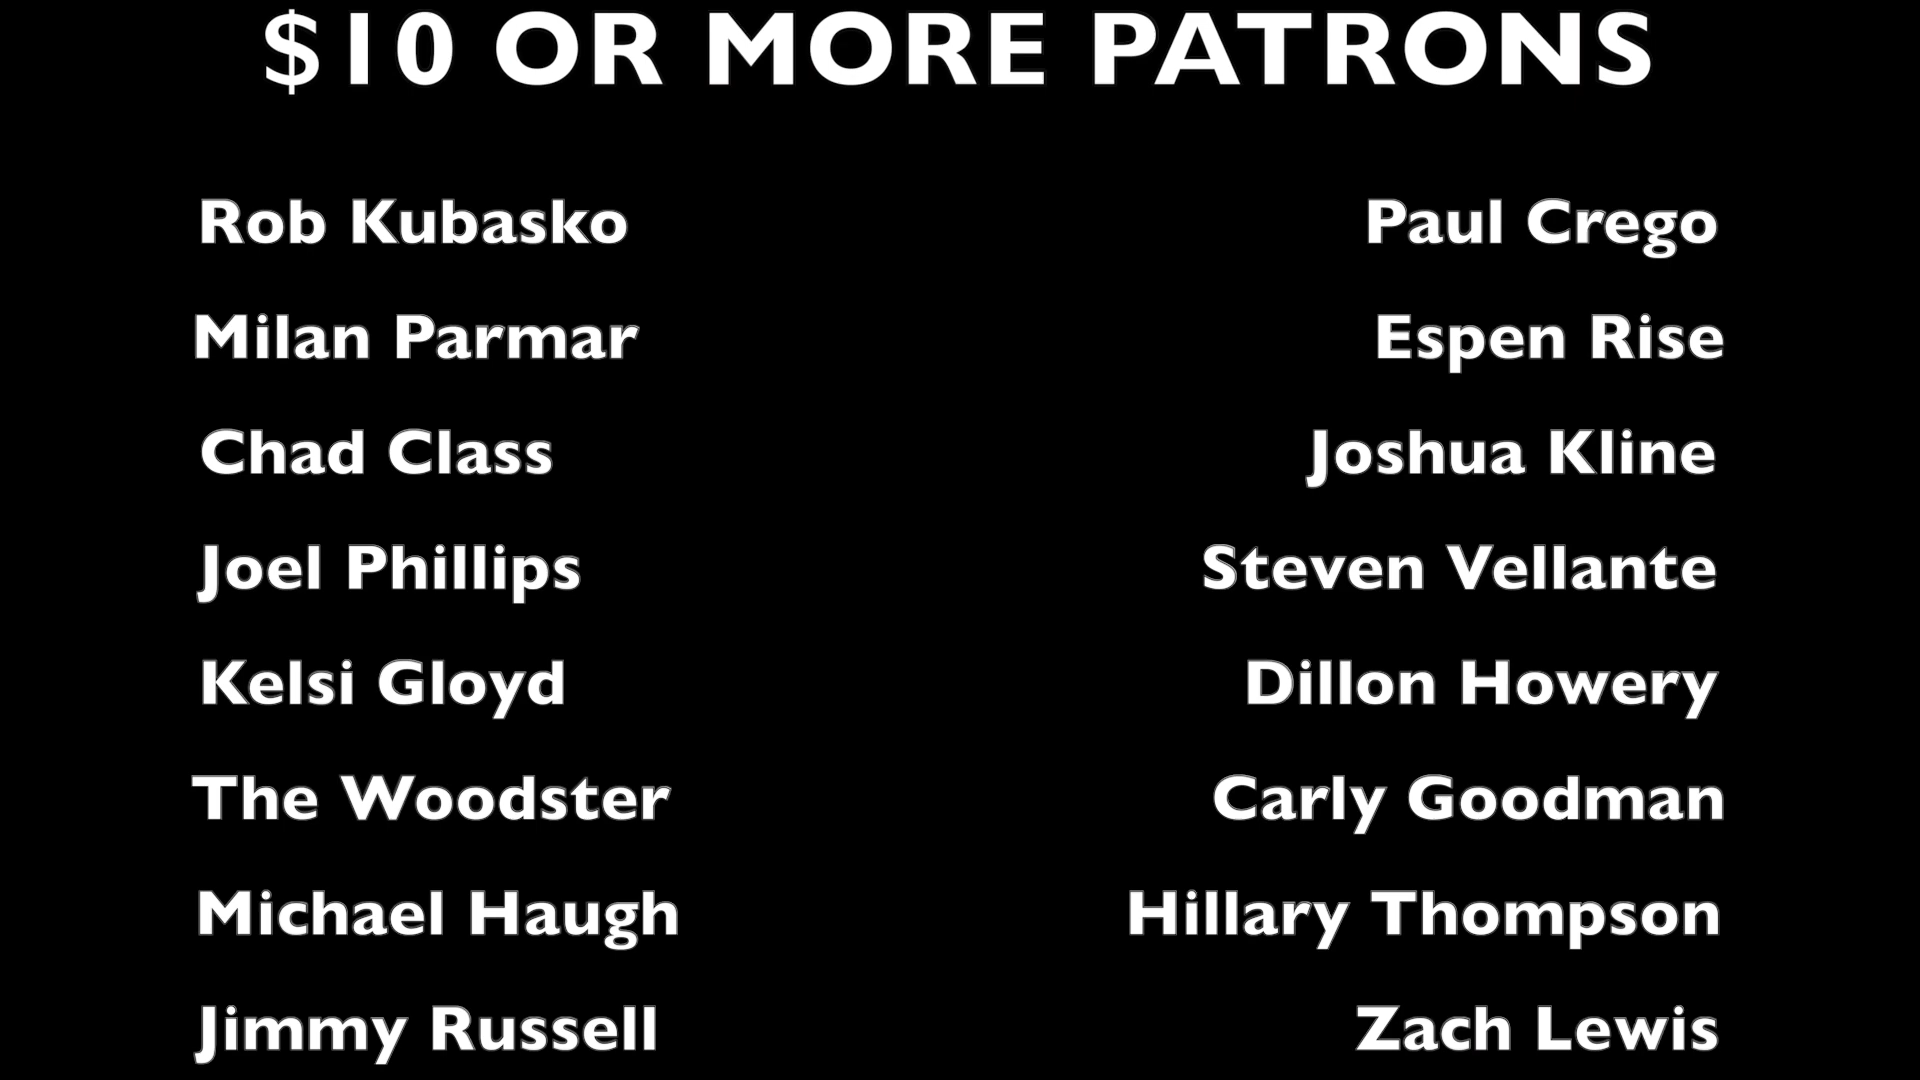 $10 OR MORE PATRONS
Rob Kubasko
Paul Crego
Milan Parmar
Espen Rise
Chad Class
Joshua Kline
Joel Phillips
Steven Vellante
Kelsi Gloyd
Dillon Howery
The Woodster
Carly Goodman
Michael Haugh
Hillary Thompson
Jimmy Russell
Zach Lewis